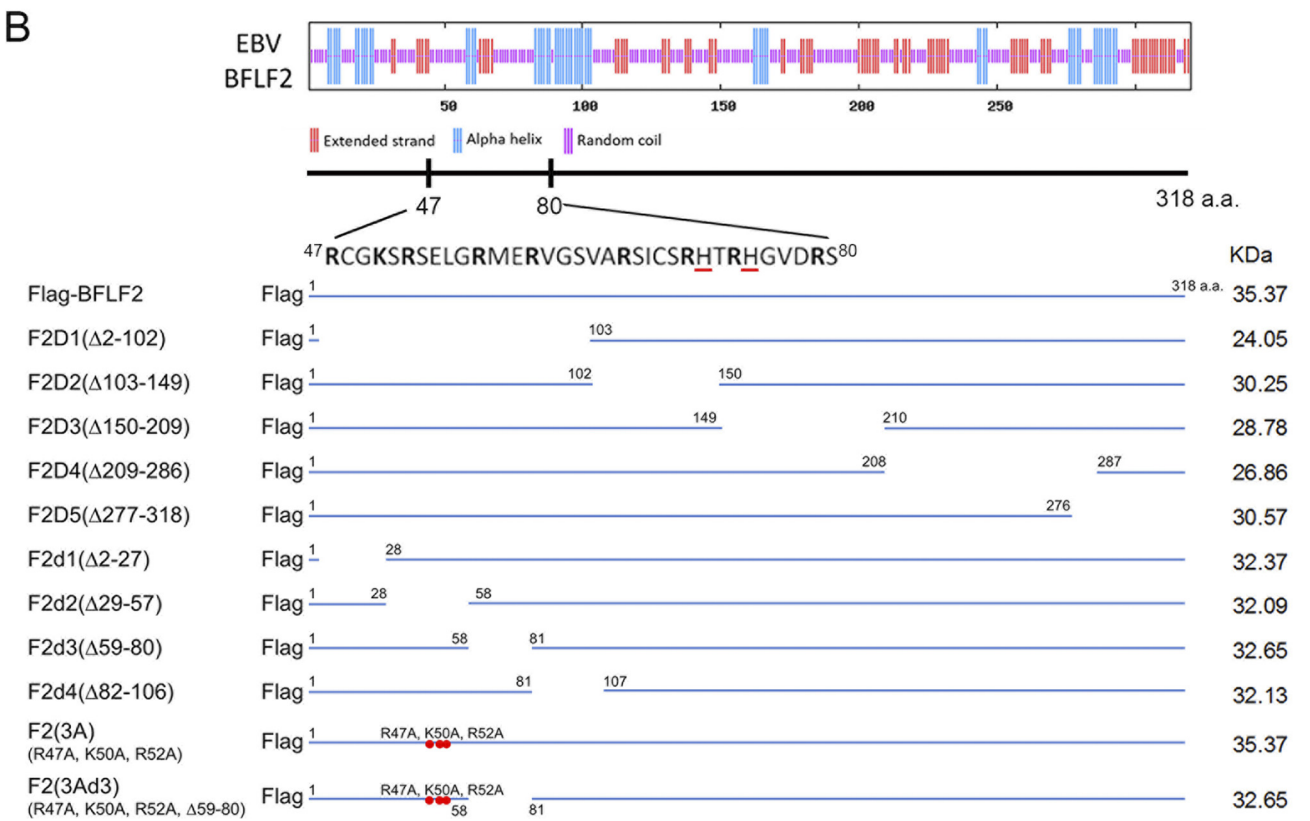 B
EBV
BFLF2
50 100 150 200 250
Extended strand Alpha helix Random coil
47 80 318 a.a.
47RCGKSRSELGRMERVGSVARSICSRHTRHGVDRS80
KDa
Flag-BFLF2 Flag 1 318 a.a. 35.37
F2D1(Δ2-102) Flag 1 103 24.05
F2D2(Δ103-149) Flag 1 102 150 30.25
F2D3(Δ150-209) Flag 1 149 210 28.78
F2D4(Δ209-286) Flag 1 208 287 26.86
F2D5(Δ277-318) Flag 1 276 30.57
F2d1(Δ2-27) Flag 1 28 32.37
F2d2(Δ29-57) Flag 1 28 58 32.09
F2d3(Δ59-80) Flag 1 58 81 32.65
F2d4(Δ82-106) Flag 1 81 107 32.13
F2(3A) Flag 1 R47A, K50A, R52A 35.37
(R47A, K50A, R52A)
F2(3Ad3) Flag 1 R47A, K50A, R52A 32.65
(R47A, K50A, R52A, Δ59-80) 58 81